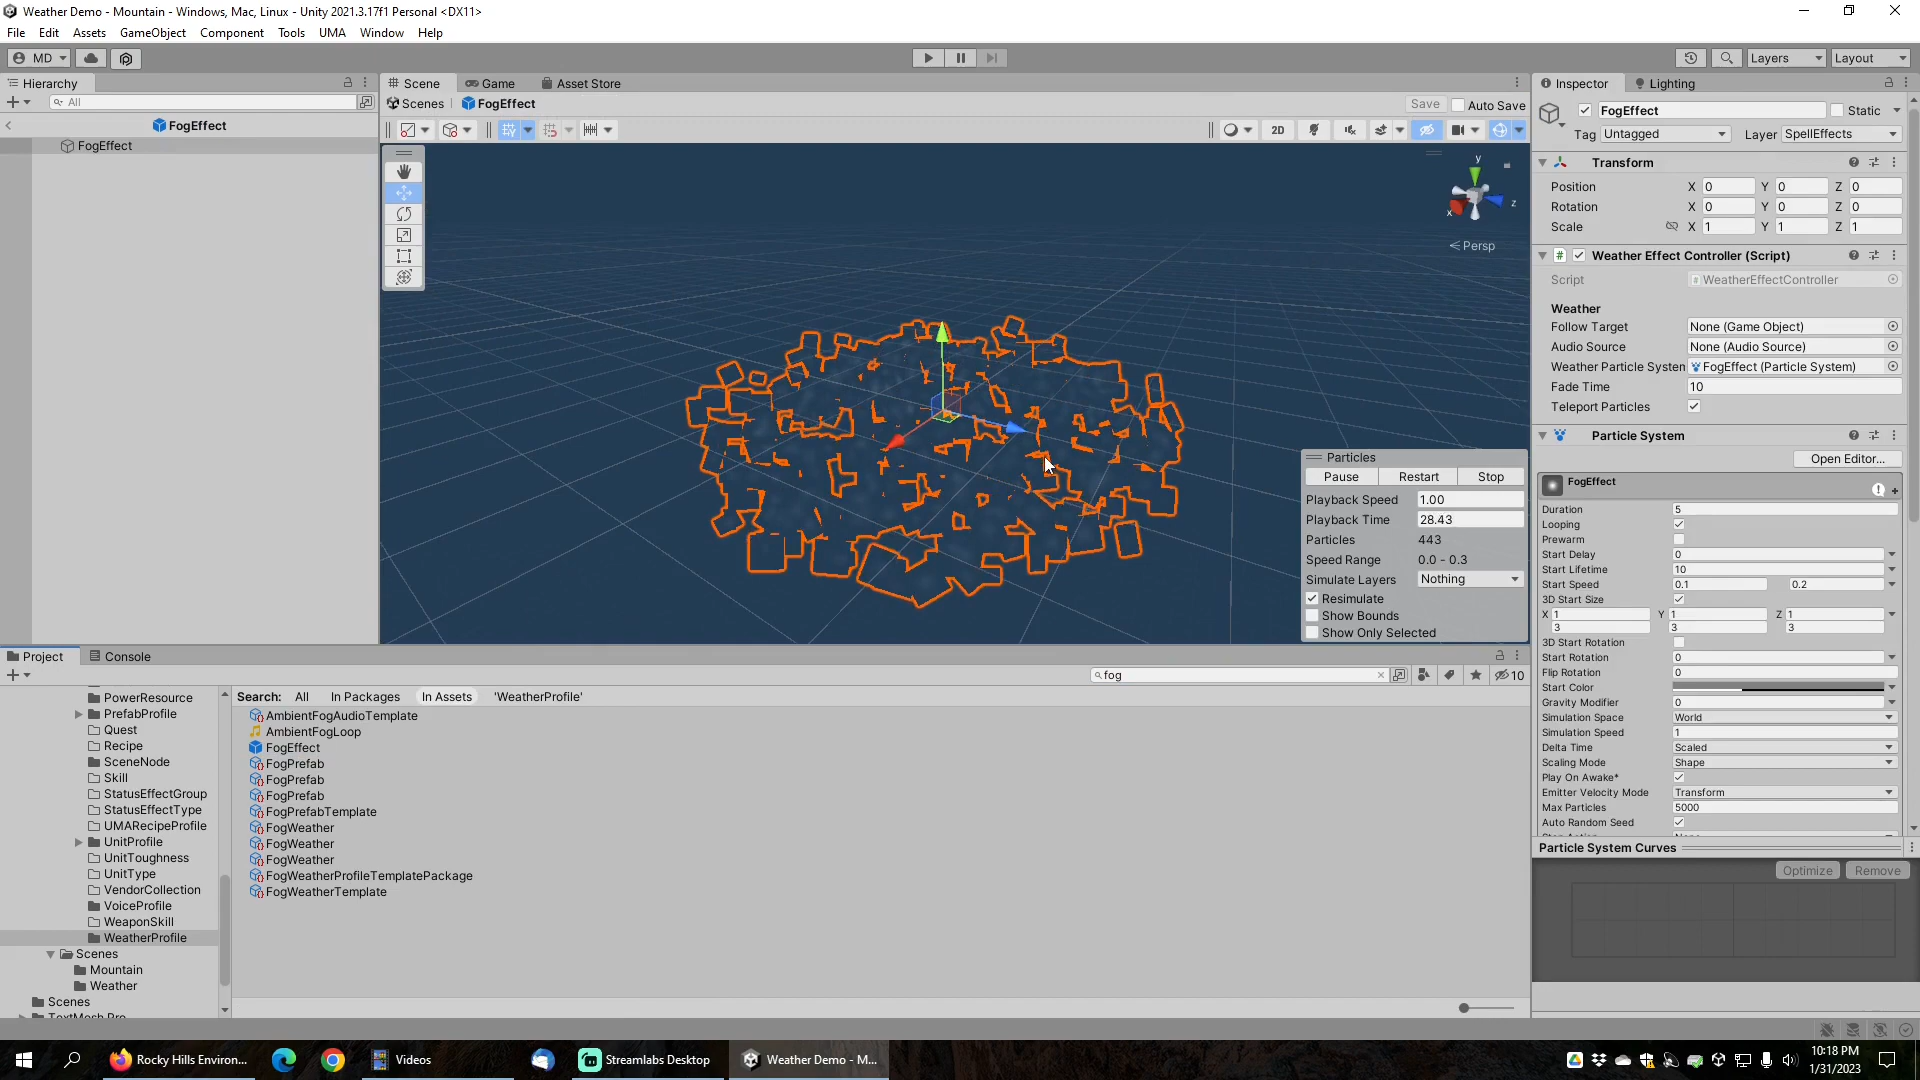 Weather Demo - Mountain - Windows, Mac, Linux - Unity 2021.3.17f1 Personal <DX11>
File Edit Assets GameObject Component Tools UMA Window Help
MD
Layers
Layout
Hierarchy
All
FogEffect
FogEffect
Scene
Game
Asset Store
Scenes
FogEffect
Save
Auto Save
2D
y
x
z
Persp
Particles
Pause Restart Stop
Playback Speed 1.00
Playback Time 28.43
Particles 443
Speed Range 0.0 - 0.3
Simulate Layers Nothing
Resimulate
Show Bounds
Show Only Selected
Inspector
Lighting
FogEffect
Static
Tag Untagged Layer SpellEffects
Transform
Position X 0 Y 0 Z 0
Rotation X 0 Y 0 Z 0
Scale X 1 Y 1 Z 1
Weather Effect Controller (Script)
Script WeatherEffectController
Weather
Follow Target None (Game Object)
Audio Source None (Audio Source)
Weather Particle System FogEffect (Particle System)
Fade Time 10
Teleport Particles
Particle System
Open Editor...
FogEffect
Duration 5
Looping
Prewarm
Start Delay 0
Start Lifetime 10
Start Speed 0.1 0.2
3D Start Size
X 1 Y 1 Z 1
3 3 3
3D Start Rotation
Start Rotation 0
Flip Rotation 0
Start Color
Gravity Modifier 0
Simulation Space World
Simulation Speed 1
Delta Time Scaled
Scaling Mode Shape
Play On Awake*
Emitter Velocity Mode Transform
Max Particles 5000
Auto Random Seed
Particle System Curves
Optimize Remove
Project
Console
fog
10
PowerResource
PrefabProfile
Quest
Recipe
SceneNode
Skill
StatusEffectGroup
StatusEffectType
UMARecipeProfile
UnitProfile
UnitToughness
UnitType
VendorCollection
VoiceProfile
WeaponSkill
WeatherProfile
Scenes
Mountain
Weather
Scenes
TextMesh Pro
Search: All In Packages In Assets 'WeatherProfile'
AmbientFogAudioTemplate
AmbientFogLoop
FogEffect
FogPrefab
FogPrefab
FogPrefab
FogPrefabTemplate
FogWeather
FogWeather
FogWeather
FogWeatherProfileTemplatePackage
FogWeatherTemplate
Rocky Hills Environ...
Videos
Streamlabs Desktop
Weather Demo - M...
10:18 PM
1/31/2023